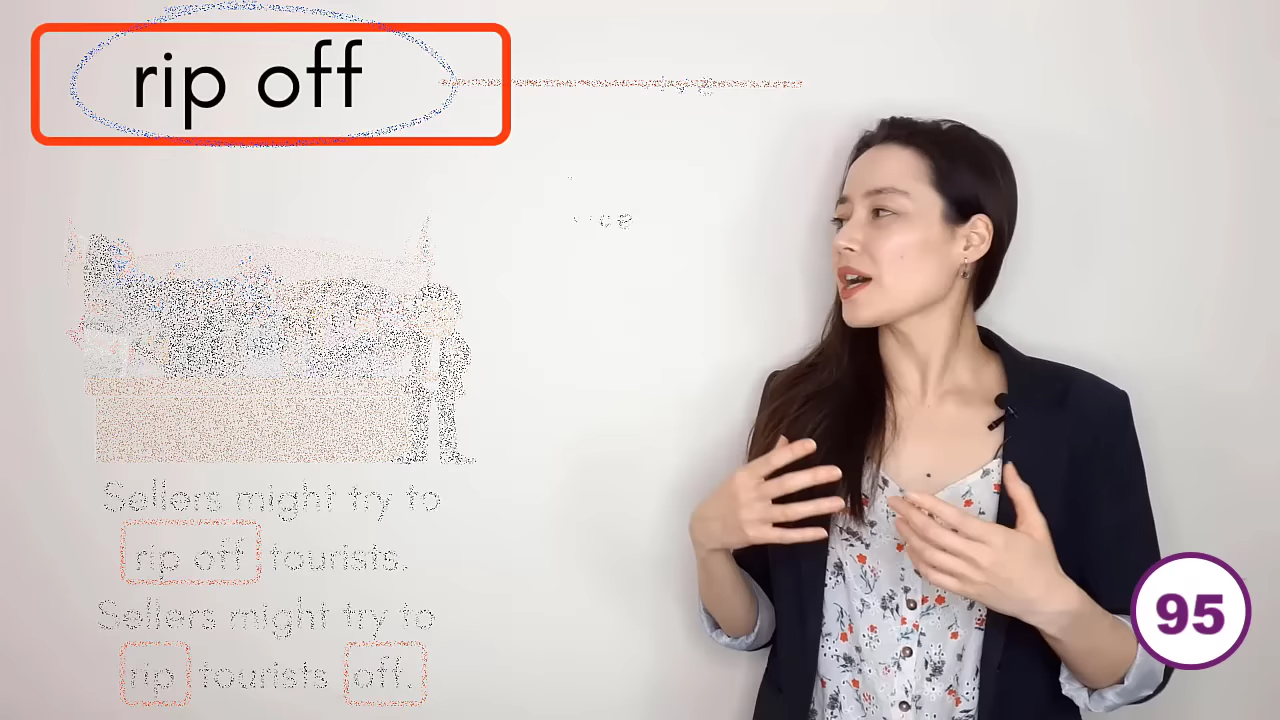 rip off
Sellers might try to
rip off tourists.
Sellers might try to
rip tourists off.
95